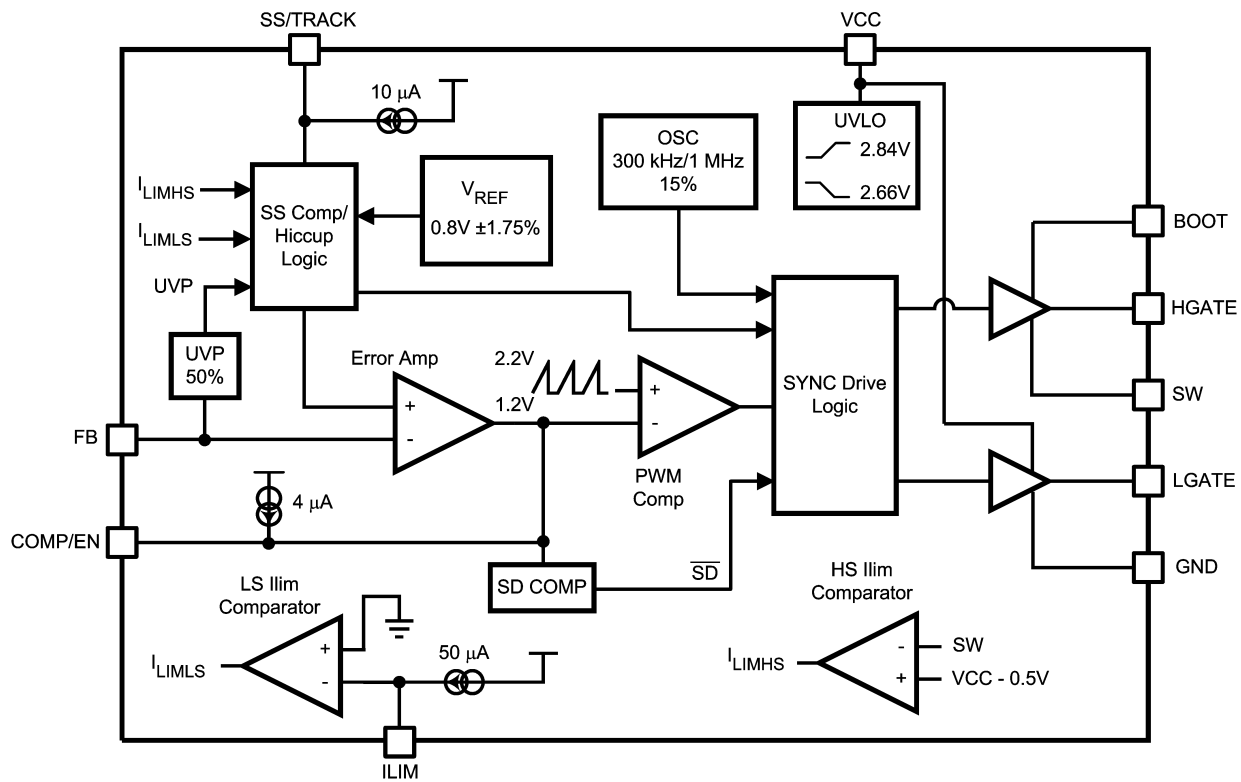 SS/TRACK
VCC
10 μA
UVLO
2.84V
2.66V
OSC
300 kHz/1 MHz
15%
I_LIMHS
I_LIMLS
UVP
SS Comp/
Hiccup
Logic
V_REF
0.8V ±1.75%
BOOT
HGATE
SW
LGATE
GND
UVP
50%
Error Amp
+
-
2.2V
1.2V
+
-
PWM
Comp
SYNC Drive
Logic
FB
4 μA
COMP/EN
SD COMP
S̅D̅
LS Ilim
Comparator
I_LIMLS
+
-
50 μA
ILIM
HS Ilim
Comparator
I_LIMHS
-
+
SW
VCC - 0.5V